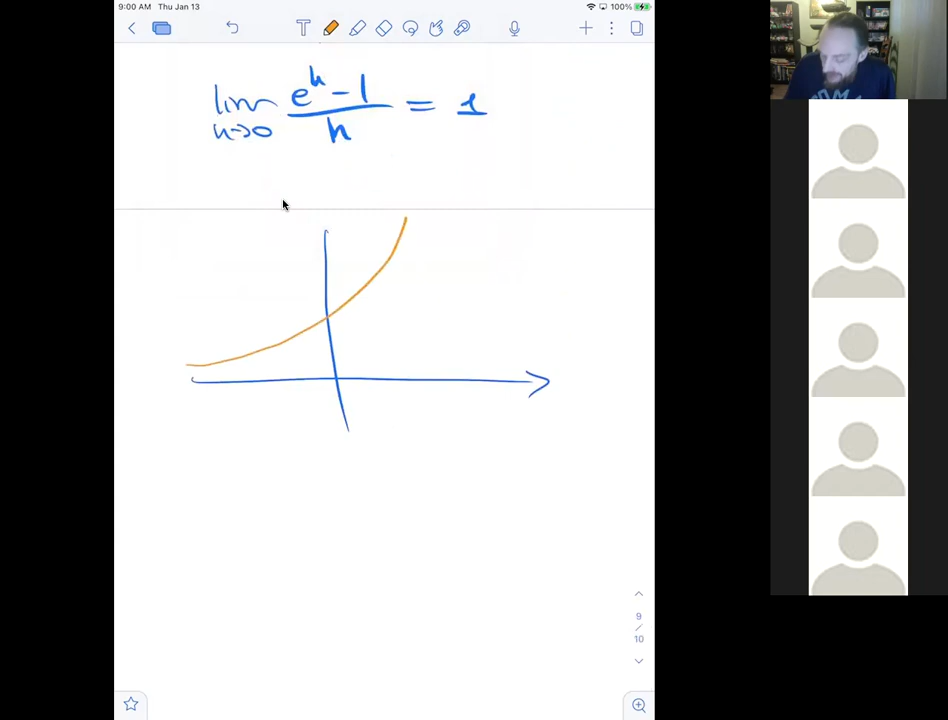 9:00 AM Thu Jan 13
100%
lim h→0 (e^h - 1)/h = 1
9
/
10